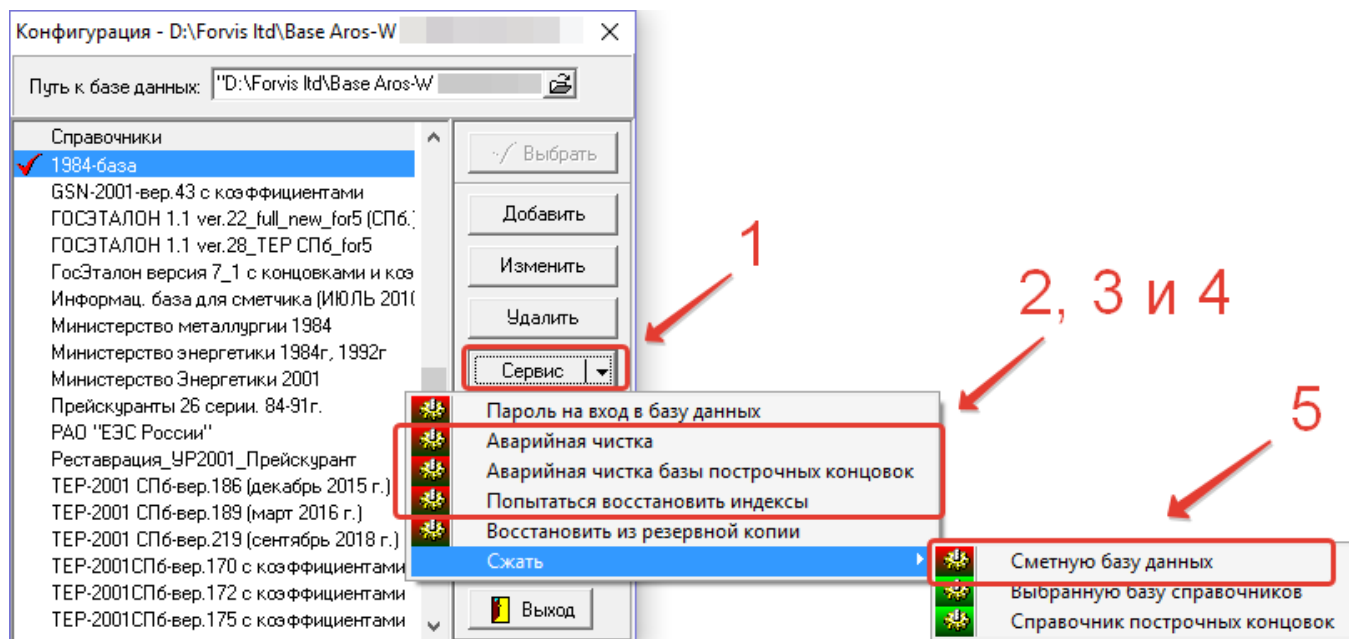 Конфигурация - D:\Forvis ltd\Base Aros-W
Путь к базе данных: "D:\Forvis ltd\Base Aros-W
Справочники
1984-база
GSN-2001-вер.43 с коэффициентами
ГОСЭТАЛОН 1.1 ver.22_full_new_for5 (СПб.)
ГОСЭТАЛОН 1.1 ver.28_ТЕР СПб_for5
ГосЭталон версия 7_1 с концовками и коэ
Информац. база для сметчика (ИЮЛЬ 2010
Министерство металлургии 1984
Министерство энергетики 1984г, 1992г
Министерство Энергетики 2001
Прейскуранты 26 серии. 84-91г.
РАО "ЕЭС России"
Реставрация_УР2001_Прейскурант
ТЕР-2001 СПб-вер.186 (декабрь 2015 г.)
ТЕР-2001 СПб-вер.189 (март 2016 г.)
ТЕР-2001 СПб-вер.219 (сентябрь 2018 г.)
ТЕР-2001СПб-вер.170 с коэффициентами
ТЕР-2001СПб-вер.172 с коэффициентами
ТЕР-2001СПб-вер.175 с коэффициентами
Выбрать
Добавить
Изменить
Удалить
Сервис
1
2, 3 и 4
Пароль на вход в базу данных
Аварийная чистка
Аварийная чистка базы построчных концовок
Попытаться восстановить индексы
Восстановить из резервной копии
Сжать
5
Сметную базу данных
Выбранную базу справочников
Справочник построчных концовок
Выход